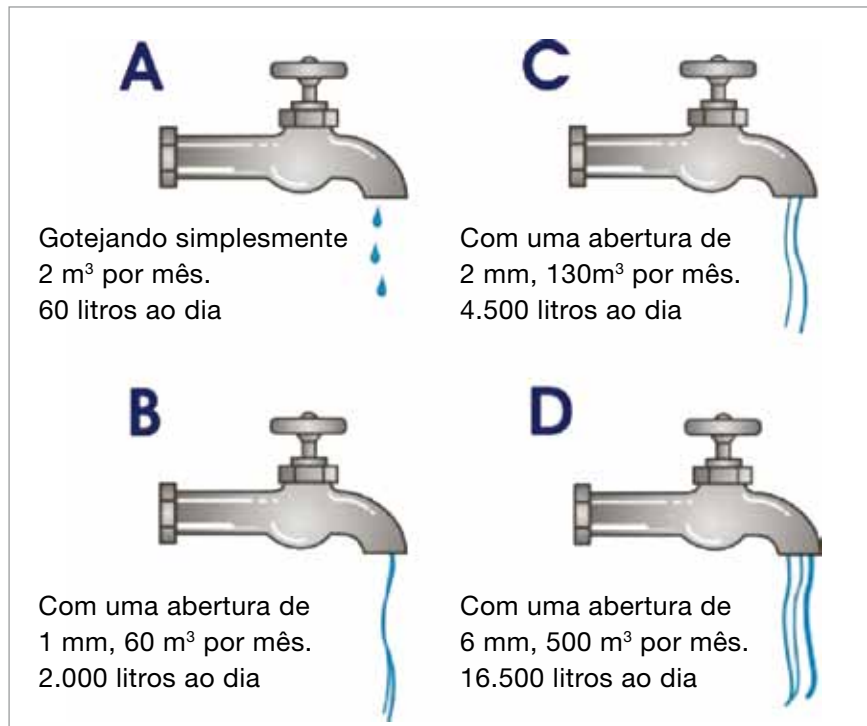 A
Gotejando simplesmente
2 m³ por mês.
60 litros ao dia
C
Com uma abertura de
2 mm, 130m³ por mês.
4.500 litros ao dia
B
Com uma abertura de
1 mm, 60 m³ por mês.
2.000 litros ao dia
D
Com uma abertura de
6 mm, 500 m³ por mês.
16.500 litros ao dia